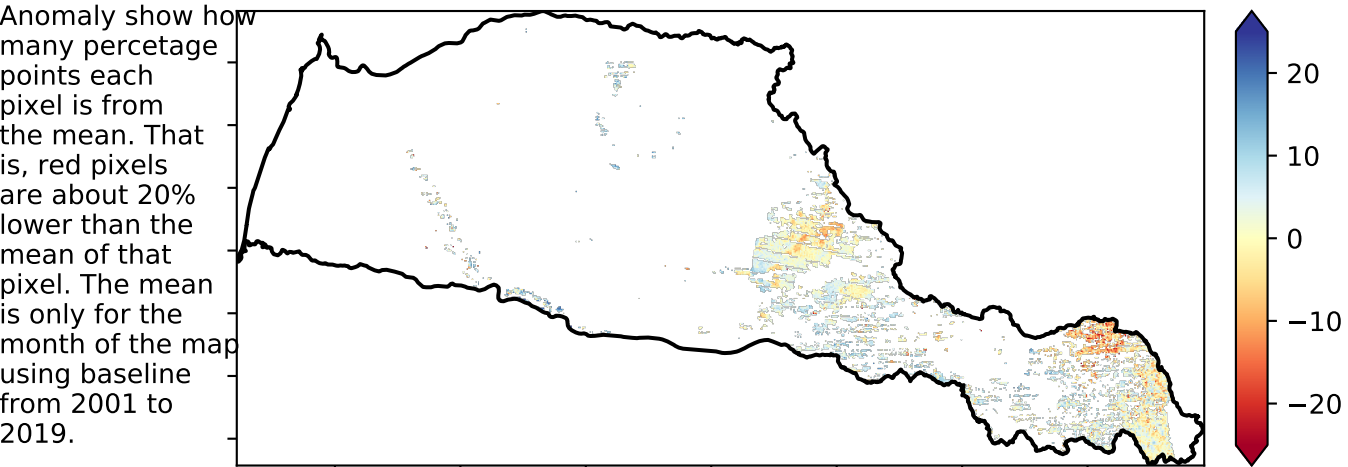 Anomaly show how
many percetage
points each
pixel is from
the mean. That
is, red pixels
are about 20%
lower than the
mean of that
pixel. The mean
is only for the
month of the map
using baseline
from 2001 to
2019.
20
10
0
−10
−20